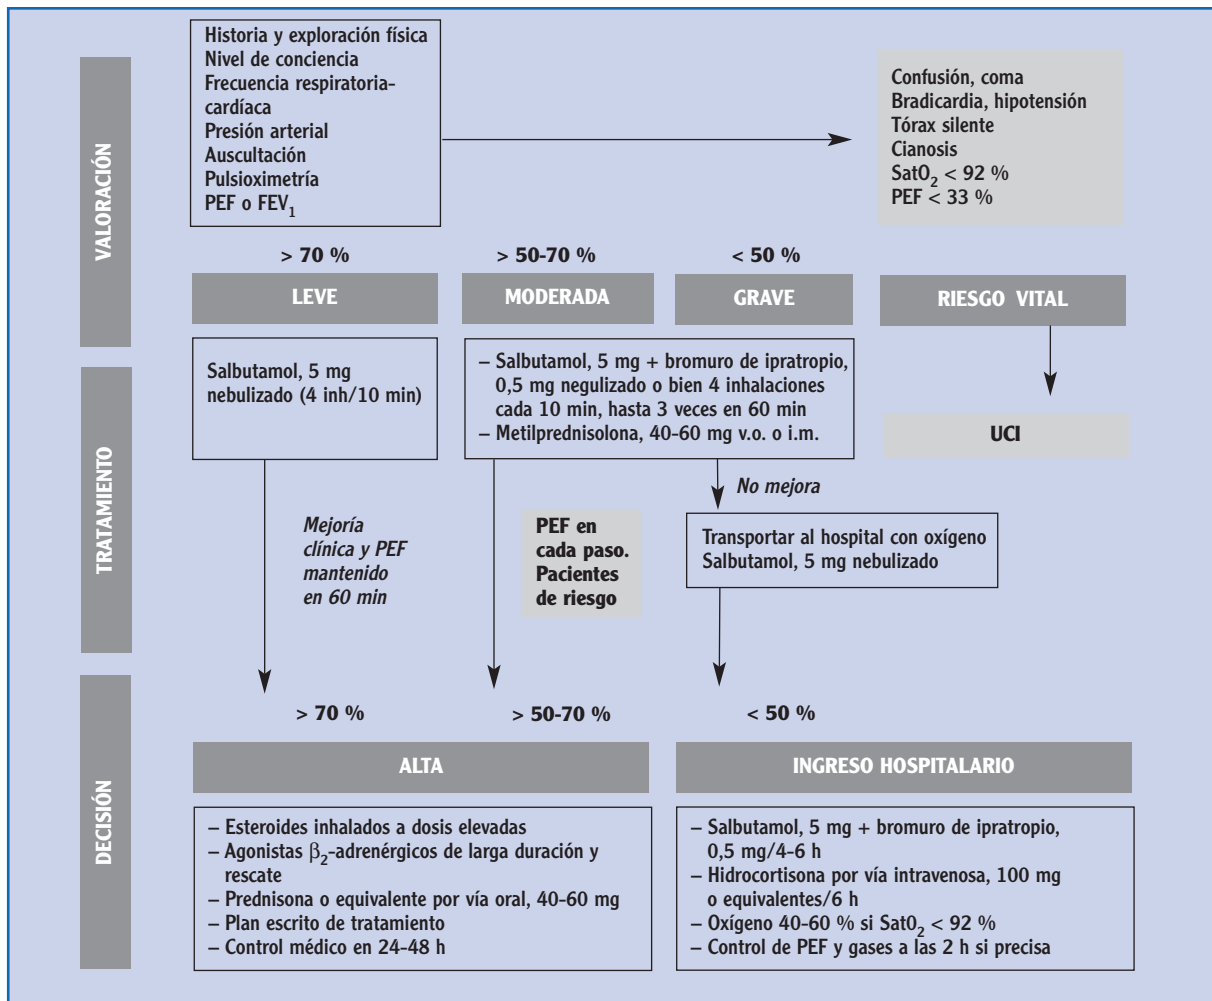 VALORACIÓN
Historia y exploración física
Nivel de conciencia
Frecuencia respiratoria-
cardíaca
Presión arterial
Auscultación
Pulsioximetría
PEF o FEV1
Confusión, coma
Bradicardia, hipotensión
Tórax silente
Cianosis
SatO2 < 92 %
PEF < 33 %
> 70 %
> 50-70 %
< 50 %
LEVE
MODERADA
GRAVE
RIESGO VITAL
TRATAMIENTO
Salbutamol, 5 mg
nebulizado (4 inh/10 min)
– Salbutamol, 5 mg + bromuro de ipratropio,
0,5 mg negulizado o bien 4 inhalaciones
cada 10 min, hasta 3 veces en 60 min
– Metilprednisolona, 40-60 mg v.o. o i.m.
UCI
Mejoría
clínica y PEF
mantenido
en 60 min
PEF en
cada paso.
Pacientes
de riesgo
No mejora
Transportar al hospital con oxígeno
Salbutamol, 5 mg nebulizado
DECISIÓN
> 70 %
> 50-70 %
< 50 %
ALTA
INGRESO HOSPITALARIO
– Esteroides inhalados a dosis elevadas
– Agonistas β2-adrenérgicos de larga duración y
rescate
– Prednisona o equivalente por vía oral, 40-60 mg
– Plan escrito de tratamiento
– Control médico en 24-48 h
– Salbutamol, 5 mg + bromuro de ipratropio,
0,5 mg/4-6 h
– Hidrocortisona por vía intravenosa, 100 mg
o equivalentes/6 h
– Oxígeno 40-60 % si SatO2 < 92 %
– Control de PEF y gases a las 2 h si precisa